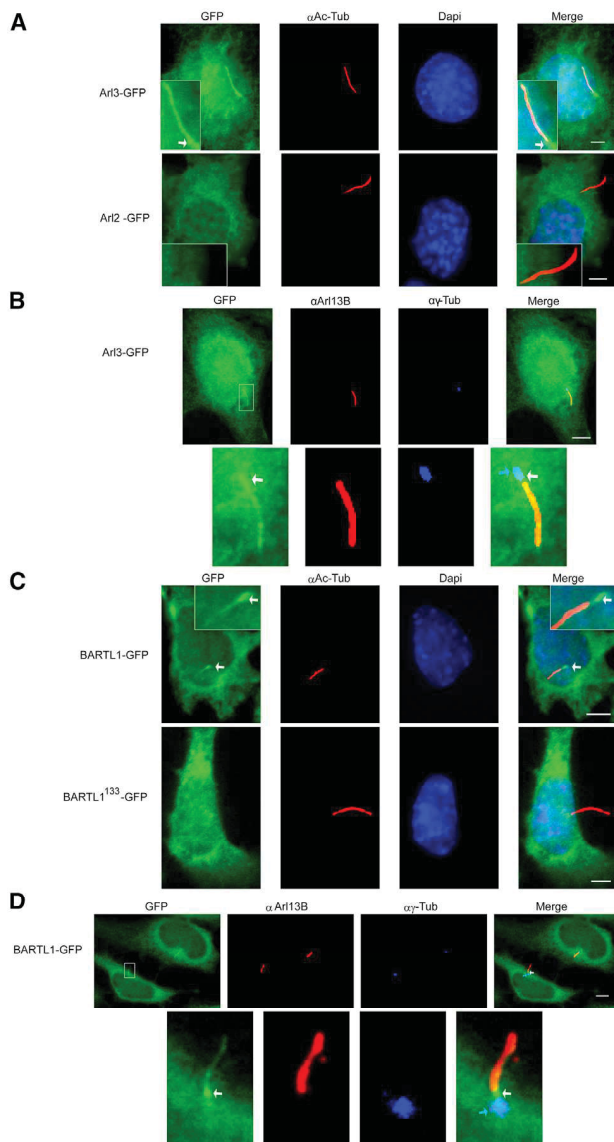 A
GFP αAc-Tub Dapi Merge
Arl3-GFP
Arl2 -GFP
B
GFP αArl13B αγ-Tub Merge
Arl3-GFP
C
GFP αAc-Tub Dapi Merge
BARTL1-GFP
BARTL1¹³³-GFP
D
GFP α Arl13B αγ-Tub Merge
BARTL1-GFP